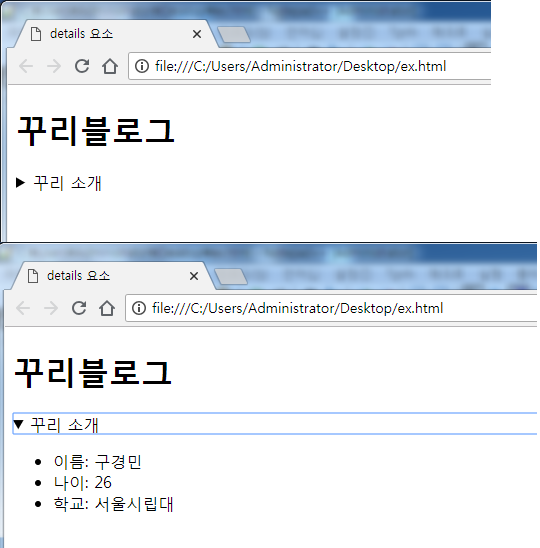 details 요소
file:///C:/Users/Administrator/Desktop/ex.html
꾸리블로그
꾸리 소개
details 요소
file:///C:/Users/Administrator/Desktop/ex.html
꾸리블로그
꾸리 소개
이름: 구경민
나이: 26
학교: 서울시립대